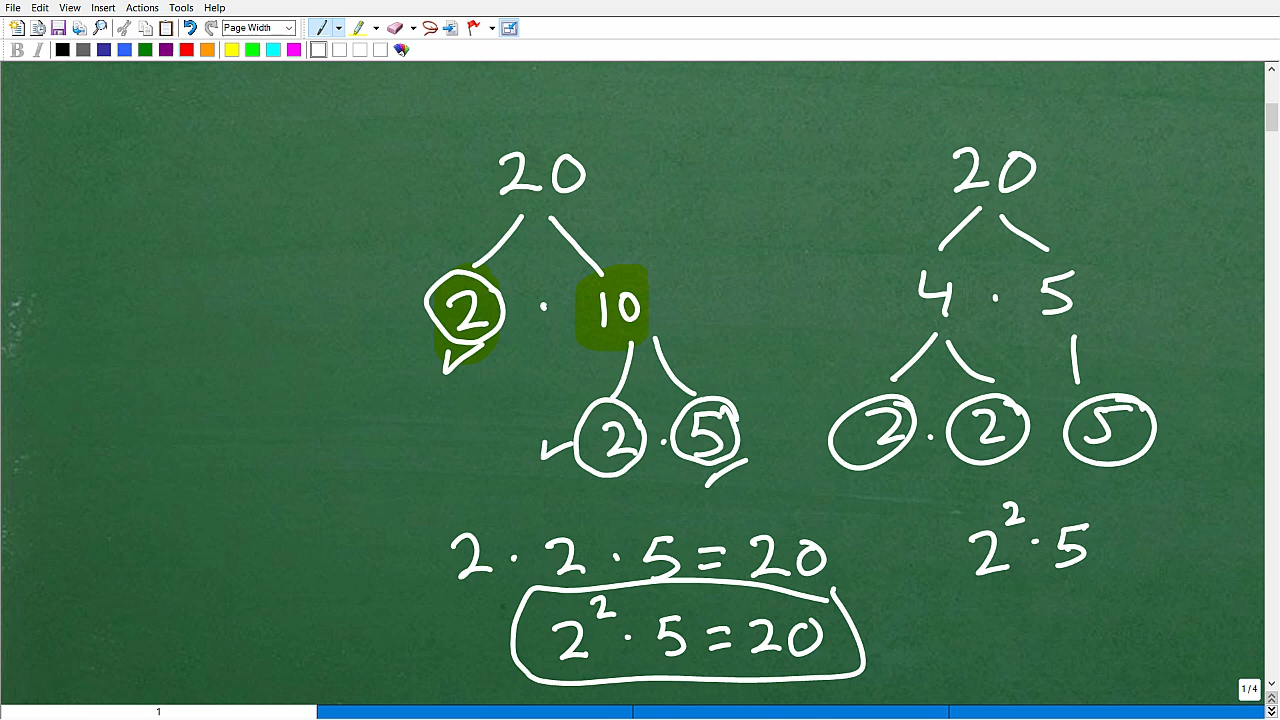 File Edit View Insert Actions Tools Help
Page Width
B I
20 20
2 · 10 4 · 5
2 · 5 2 · 2 5
2 · 2 · 5 = 20 2² · 5
2² · 5 = 20
1 / 4
1